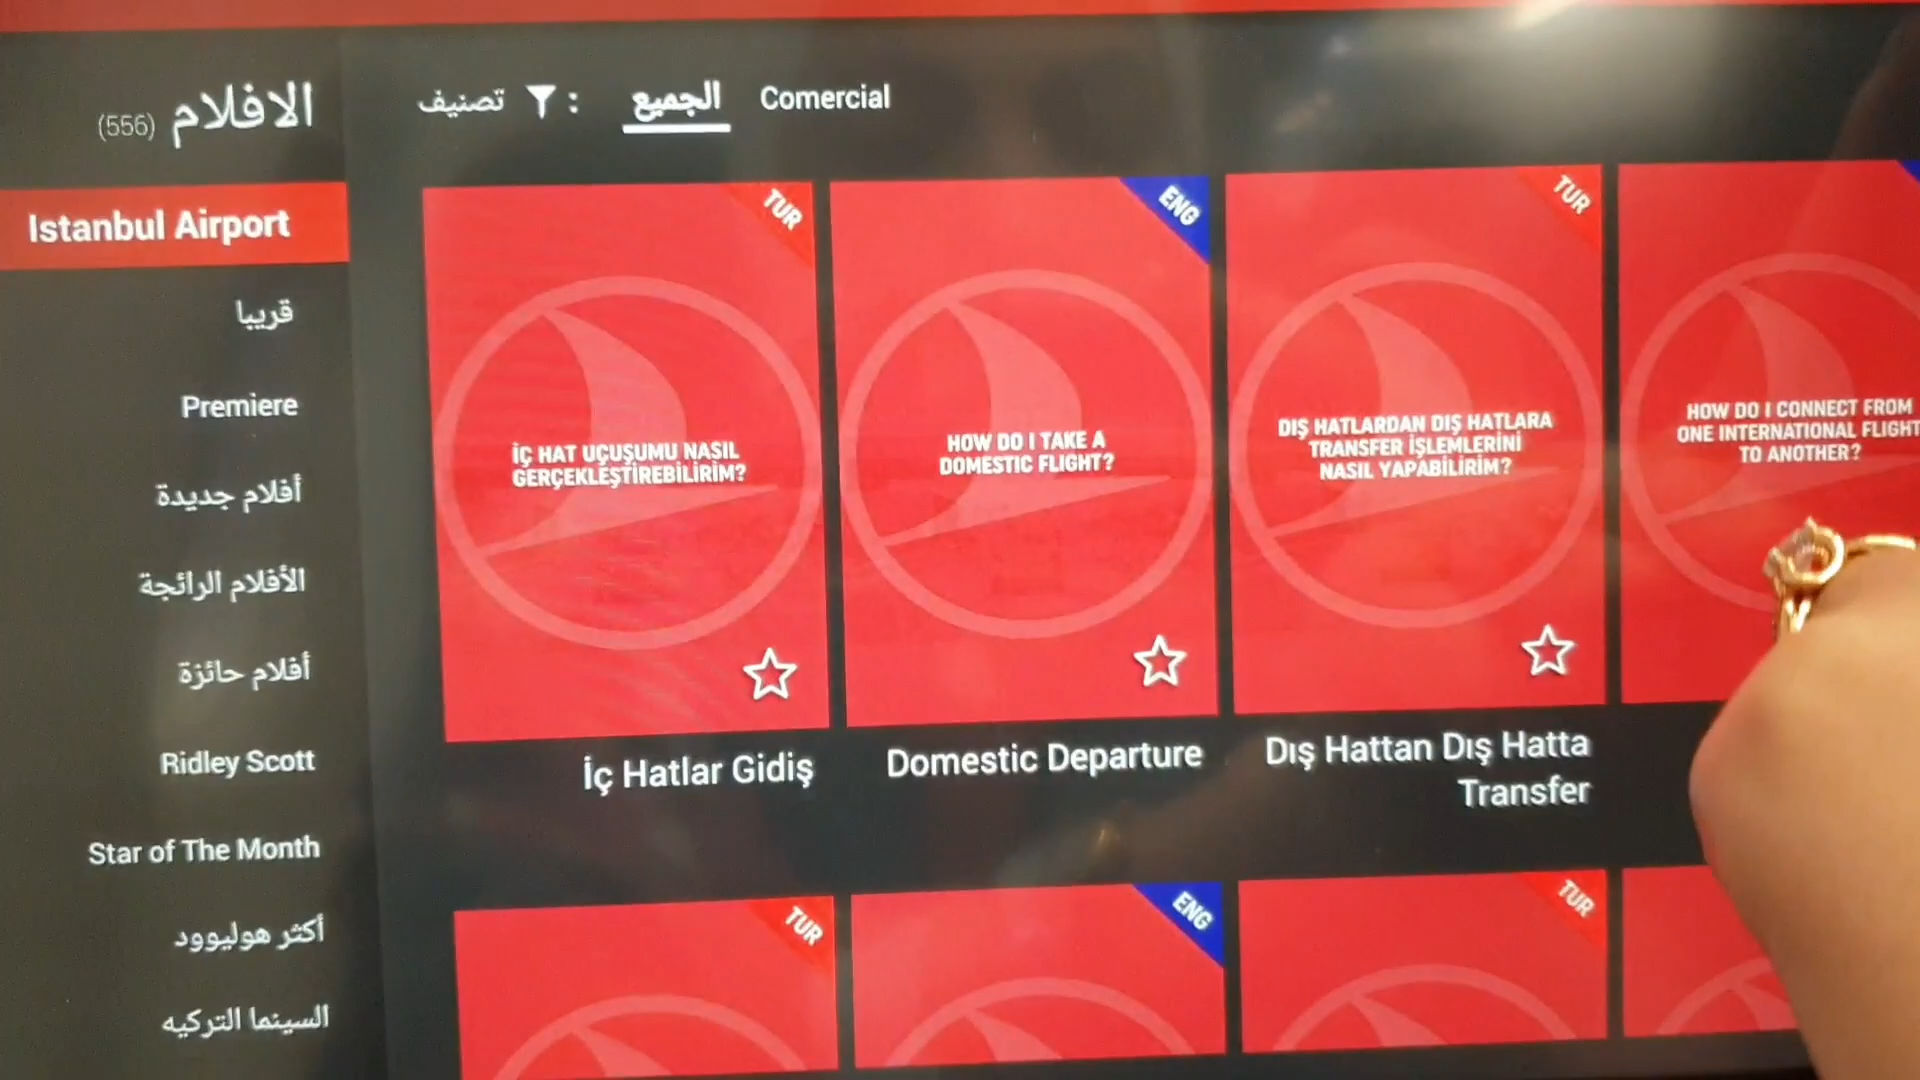 الافلام (556)
تصنيف : الجميع Comercial
Istanbul Airport
قريبا
Premiere
أفلام جديدة
الأفلام الرائجة
أفلام حائزة
Ridley Scott
Star of The Month
أكثر هوليوود
السينما التركيه
TUR
İÇ HAT UÇUŞUMU NASIL
GERÇEKLEŞTİREBİLİRİM?
İç Hatlar Gidiş
ENG
HOW DO I TAKE A
DOMESTIC FLIGHT?
Domestic Departure
TUR
DIŞ HATLARDAN DIŞ HATLARA
TRANSFER İŞLEMLERİNİ
NASIL YAPABİLİRİM?
Dış Hattan Dış Hatta
Transfer
HOW DO I CONNECT FROM
ONE INTERNATIONAL FLIGHT
TO ANOTHER?
TUR
ENG
TUR